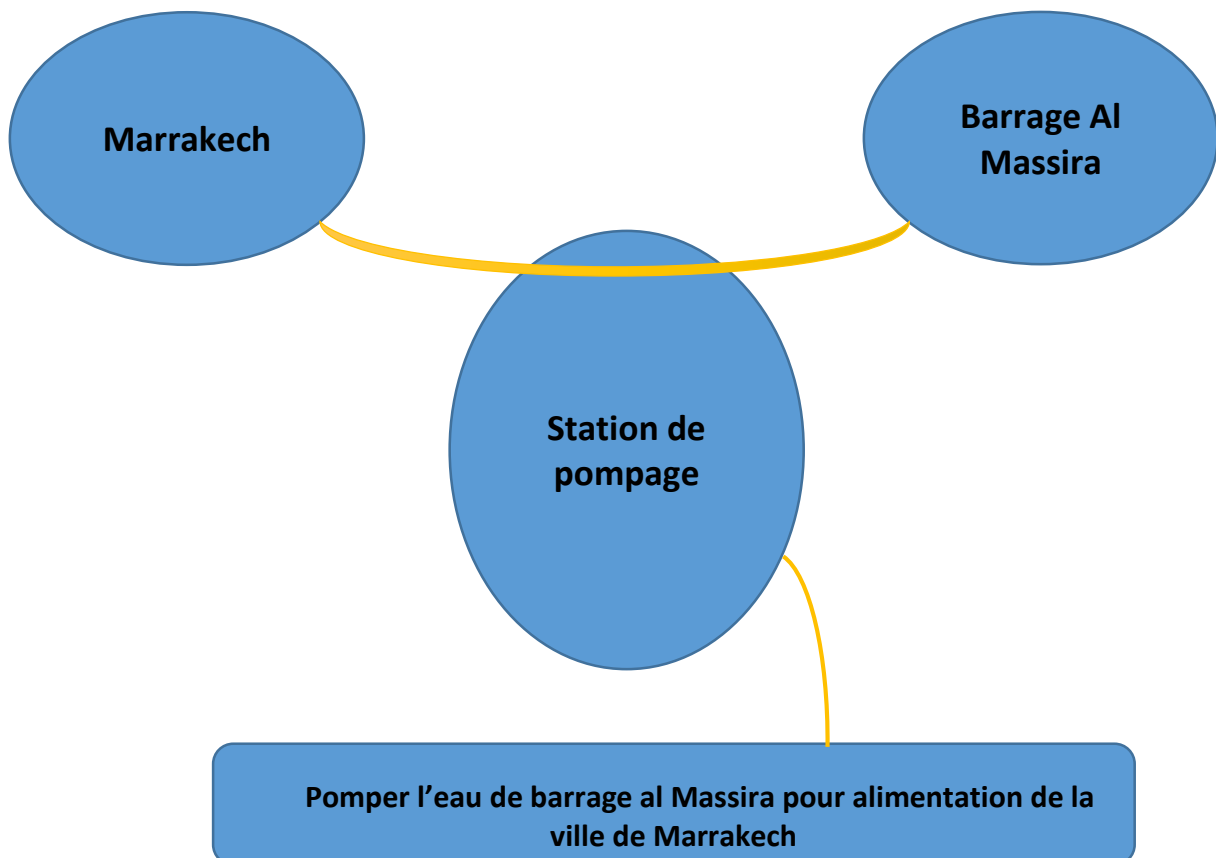 Marrakech
Barrage Al
Massira
Station de
pompage
Pomper l’eau de barrage al Massira pour alimentation de la
ville de Marrakech